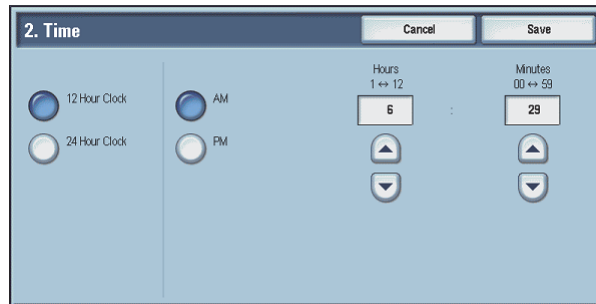 2. Time
Cancel
Save
12 Hour Clock
24 Hour Clock
AM
PM
Hours
1 ↔ 12
6
:
Minutes
00 ↔ 59
29